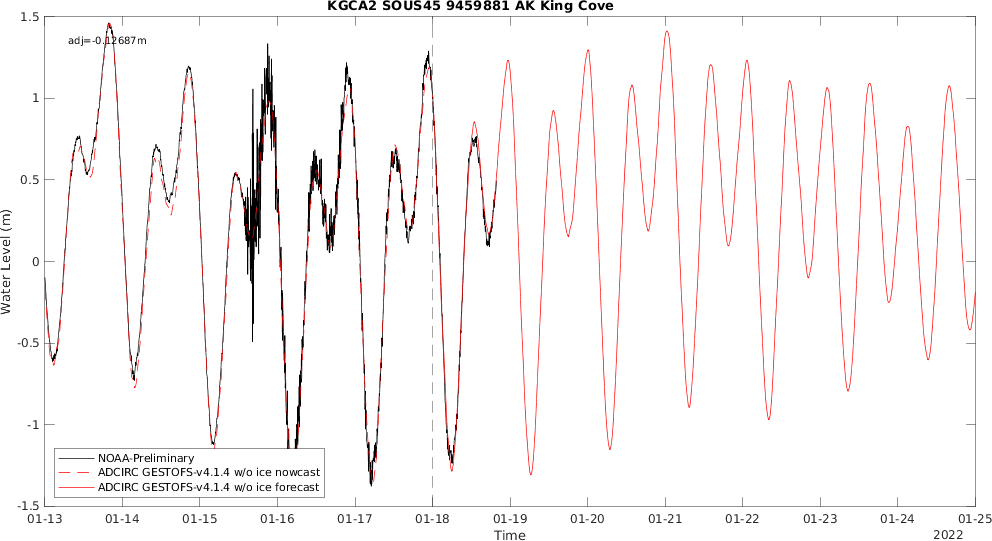 KGCA2 SOUS45 9459881 AK King Cove
adj=-0.12687m
Water Level (m)
1.5
1
0.5
0
-0.5
-1
-1.5
NOAA-Preliminary
ADCIRC GESTOFS-v4.1.4 w/o ice nowcast
ADCIRC GESTOFS-v4.1.4 w/o ice forecast
01-13 01-14 01-15 01-16 01-17 01-18 01-19 01-20 01-21 01-22 01-23 01-24 01-25
Time
2022